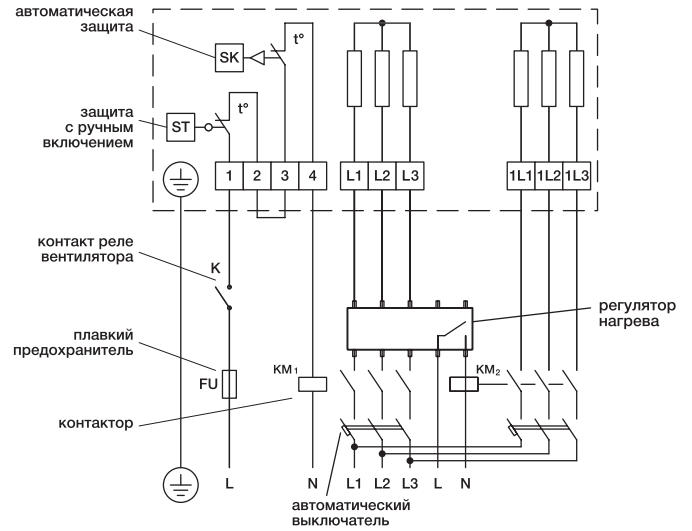 автоматическая
защита
SK
t°
защита
с ручным
включением
ST
t°
1 2 3 4
L1 L2 L3
1L1 1L2 1L3
контакт реле
вентилятора
K
регулятор
нагрева
плавкий
предохранитель
FU
KM1
KM2
контактор
L N L1 L2 L3 L N
автоматический
выключатель